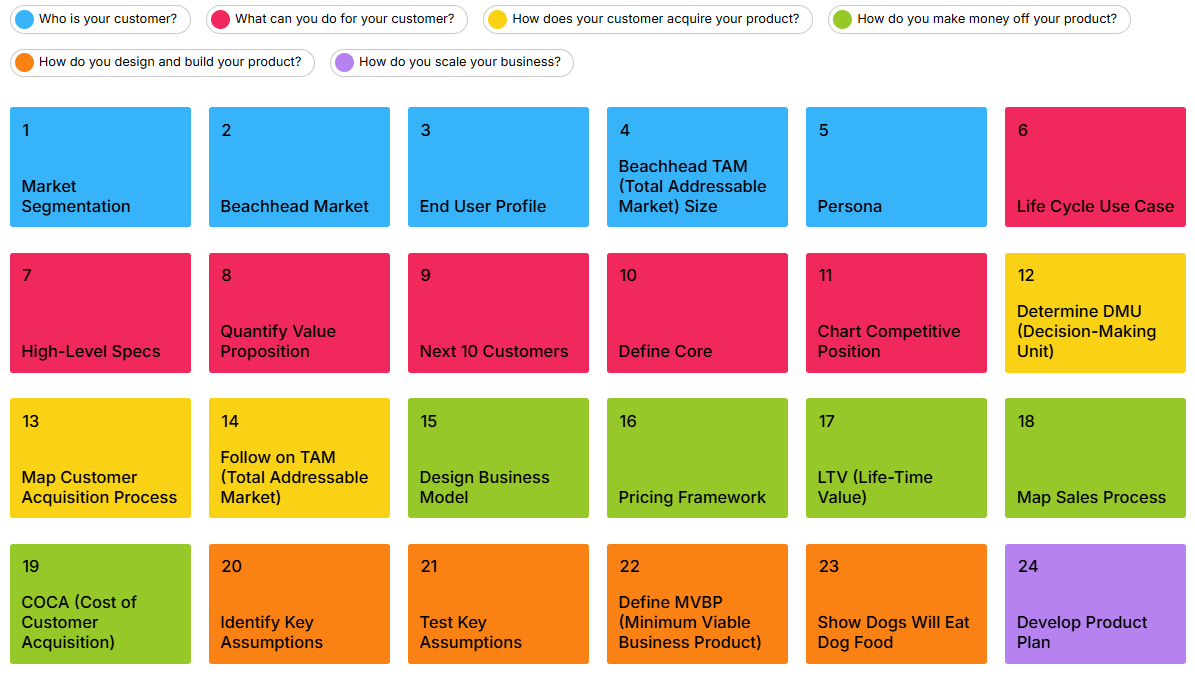 Who is your customer?
What can you do for your customer?
How does your customer acquire your product?
How do you make money off your product?
How do you design and build your product?
How do you scale your business?
1
Market
Segmentation
2
Beachhead Market
3
End User Profile
4
Beachhead TAM
(Total Addressable
Market) Size
5
Persona
6
Life Cycle Use Case
7
High-Level Specs
8
Quantify Value
Proposition
9
Next 10 Customers
10
Define Core
11
Chart Competitive
Position
12
Determine DMU
(Decision-Making
Unit)
13
Map Customer
Acquisition Process
14
Follow on TAM
(Total Addressable
Market)
15
Design Business
Model
16
Pricing Framework
17
LTV (Life-Time
Value)
18
Map Sales Process
19
COCA (Cost of
Customer
Acquisition)
20
Identify Key
Assumptions
21
Test Key
Assumptions
22
Define MVBP
(Minimum Viable
Business Product)
23
Show Dogs Will Eat
Dog Food
24
Develop Product
Plan